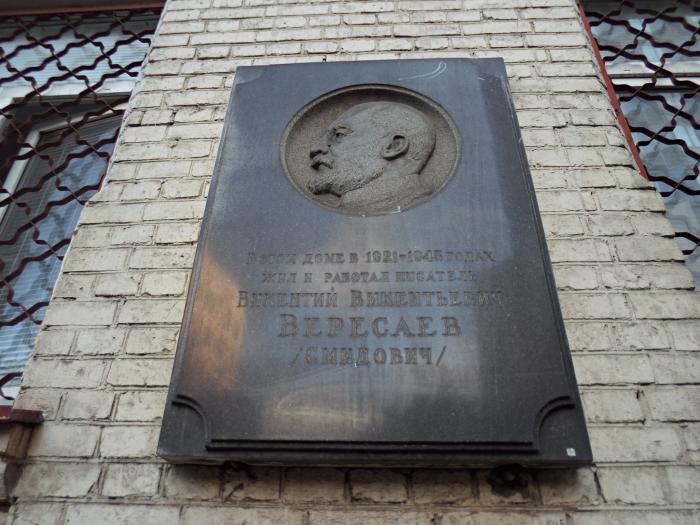 В этом доме в 1921-1945 годах
жил и работал писатель
Викентий Викентьевич
Вересаев
/Смидович/